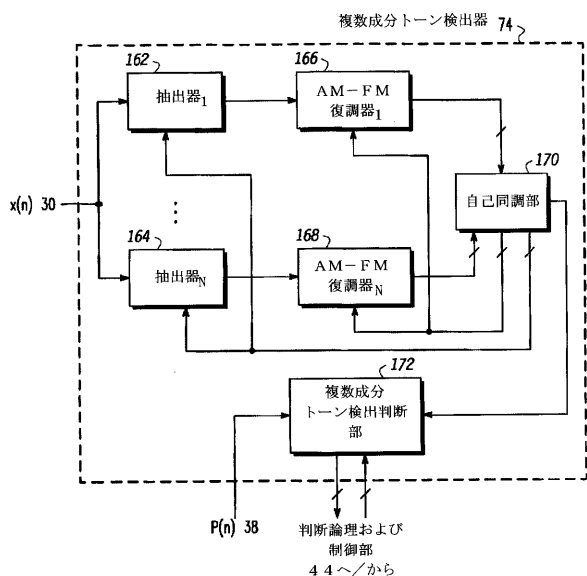 複数成分トーン検出器 74
162
抽出器1
166
AM－FM
復調器1
170
自己同調部
x(n) 30
164
抽出器N
168
AM－FM
復調器N
172
複数成分
トーン検出判断
部
P(n) 38
判断論理および
制御部
４４へ／から